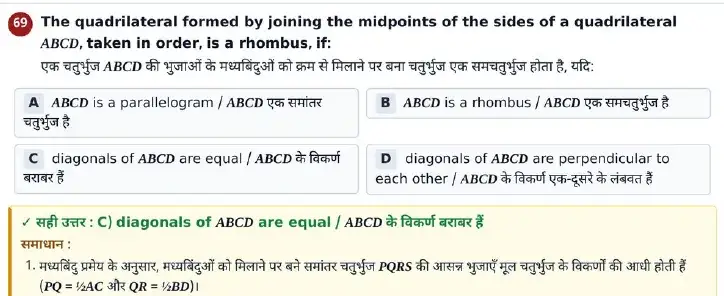 69 The quadrilateral formed by joining the midpoints of the sides of a quadrilateral
ABCD, taken in order, is a rhombus, if:
एक चतुर्भुज ABCD की भुजाओं के मध्यबिंदुओं को क्रम से मिलाने पर बना चतुर्भुज एक समचतुर्भुज होता है, यदि:
A ABCD is a parallelogram / ABCD एक समांतर
चतुर्भुज है
B ABCD is a rhombus / ABCD एक समचतुर्भुज है
C diagonals of ABCD are equal / ABCD के विकर्ण
बराबर हैं
D diagonals of ABCD are perpendicular to
each other / ABCD के विकर्ण एक-दूसरे के लंबवत हैं
✓ सही उत्तर : C) diagonals of ABCD are equal / ABCD के विकर्ण बराबर हैं
समाधान :
1. मध्यबिंदु प्रमेय के अनुसार, मध्यबिंदुओं को मिलाने पर बने समांतर चतुर्भुज PQRS की आसन्न भुजाएँ मूल चतुर्भुज के विकर्णों की आधी होती हैं
(PQ = ½AC और QR = ½BD)।